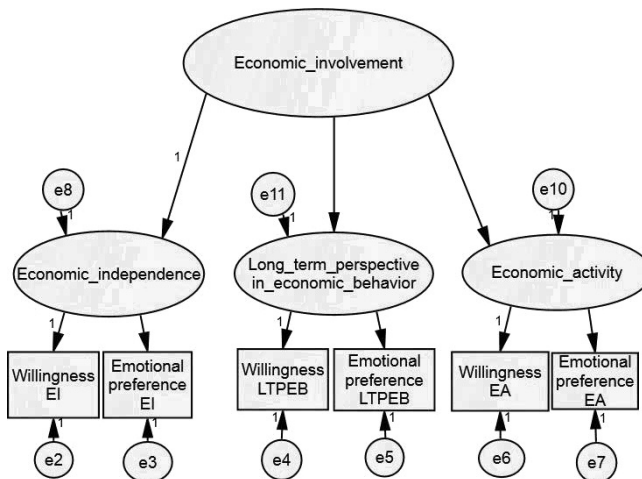 Economic_involvement
1
e8
1
e11
1
e10
1
Economic_independence
Long_term_perspective
in_economic_behavior
Economic_activity
1
1
1
Willingness
EI
Emotional
preference
EI
Willingness
LTPEB
Emotional
preference
LTPEB
Willingness
EA
Emotional
preference
EA
1
1
1
1
1
1
e2
e3
e4
e5
e6
e7